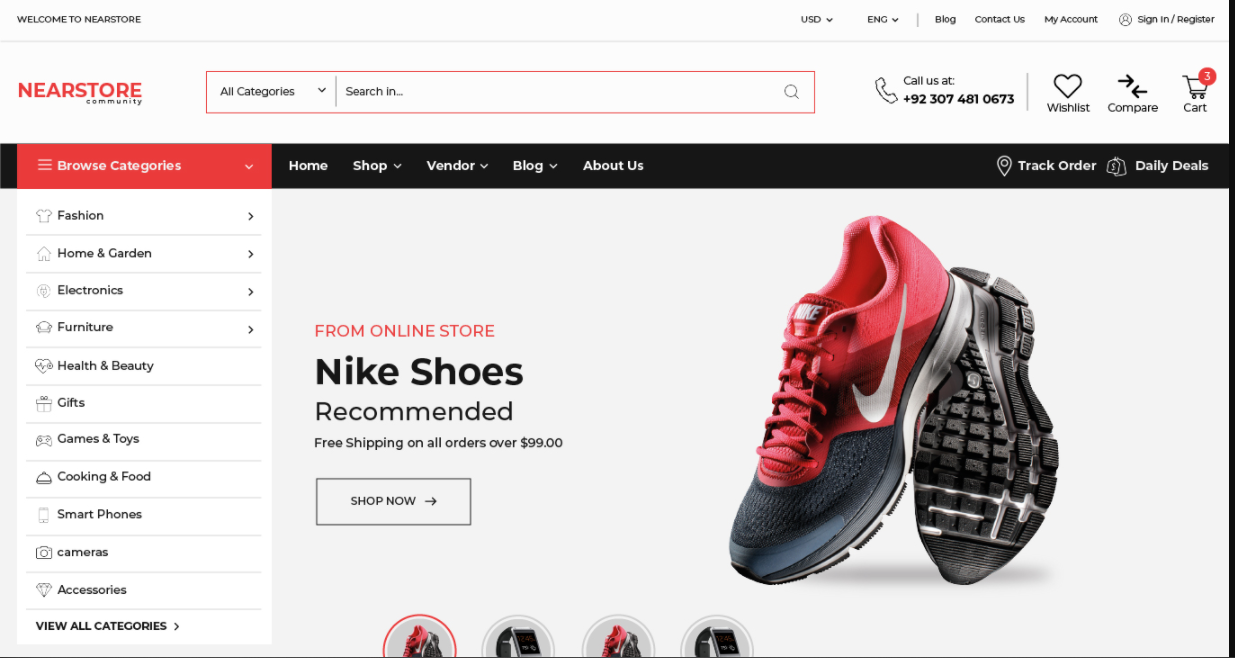 WELCOME TO NEARSTORE
USD
ENG
Blog
Contact Us
My Account
Sign In / Register
NEARSTORE
community
All Categories
Search in...
Call us at:
+92 307 481 0673
Wishlist
Compare
3
Cart
Browse Categories
Home
Shop
Vendor
Blog
About Us
Track Order
Daily Deals
Fashion
Home & Garden
Electronics
Furniture
Health & Beauty
Gifts
Games & Toys
Cooking & Food
Smart Phones
cameras
Accessories
VIEW ALL CATEGORIES
FROM ONLINE STORE
Nike Shoes
Recommended
Free Shipping on all orders over $99.00
SHOP NOW
NIKE